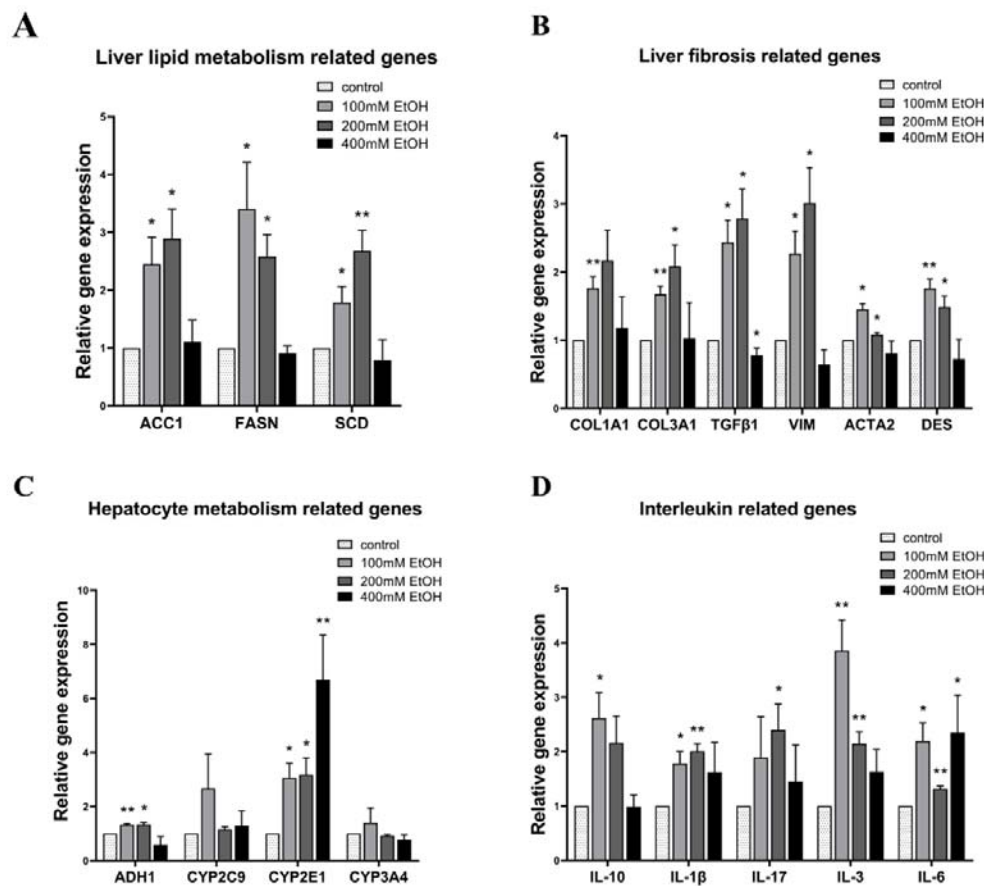 A
Liver lipid metabolism related genes
control
100mM EtOH
200mM EtOH
400mM EtOH
Relative gene expression
5
4
3
2
1
0
* * * * * **
ACC1 FASN SCD
B
Liver fibrosis related genes
control
100mM EtOH
200mM EtOH
400mM EtOH
Relative gene expression
4
3
2
1
0
** ** * * * * * * * * ** *
COL1A1 COL3A1 TGFβ1 VIM ACTA2 DES
C
Hepatocyte metabolism related genes
control
100mM EtOH
200mM EtOH
400mM EtOH
Relative gene expression
10
8
6
4
2
0
** * * * **
ADH1 CYP2C9 CYP2E1 CYP3A4
D
Interleukin related genes
control
100mM EtOH
200mM EtOH
400mM EtOH
Relative gene expression
5
4
3
2
1
0
* * ** * ** ** * ** *
IL-10 IL-1β IL-17 IL-3 IL-6